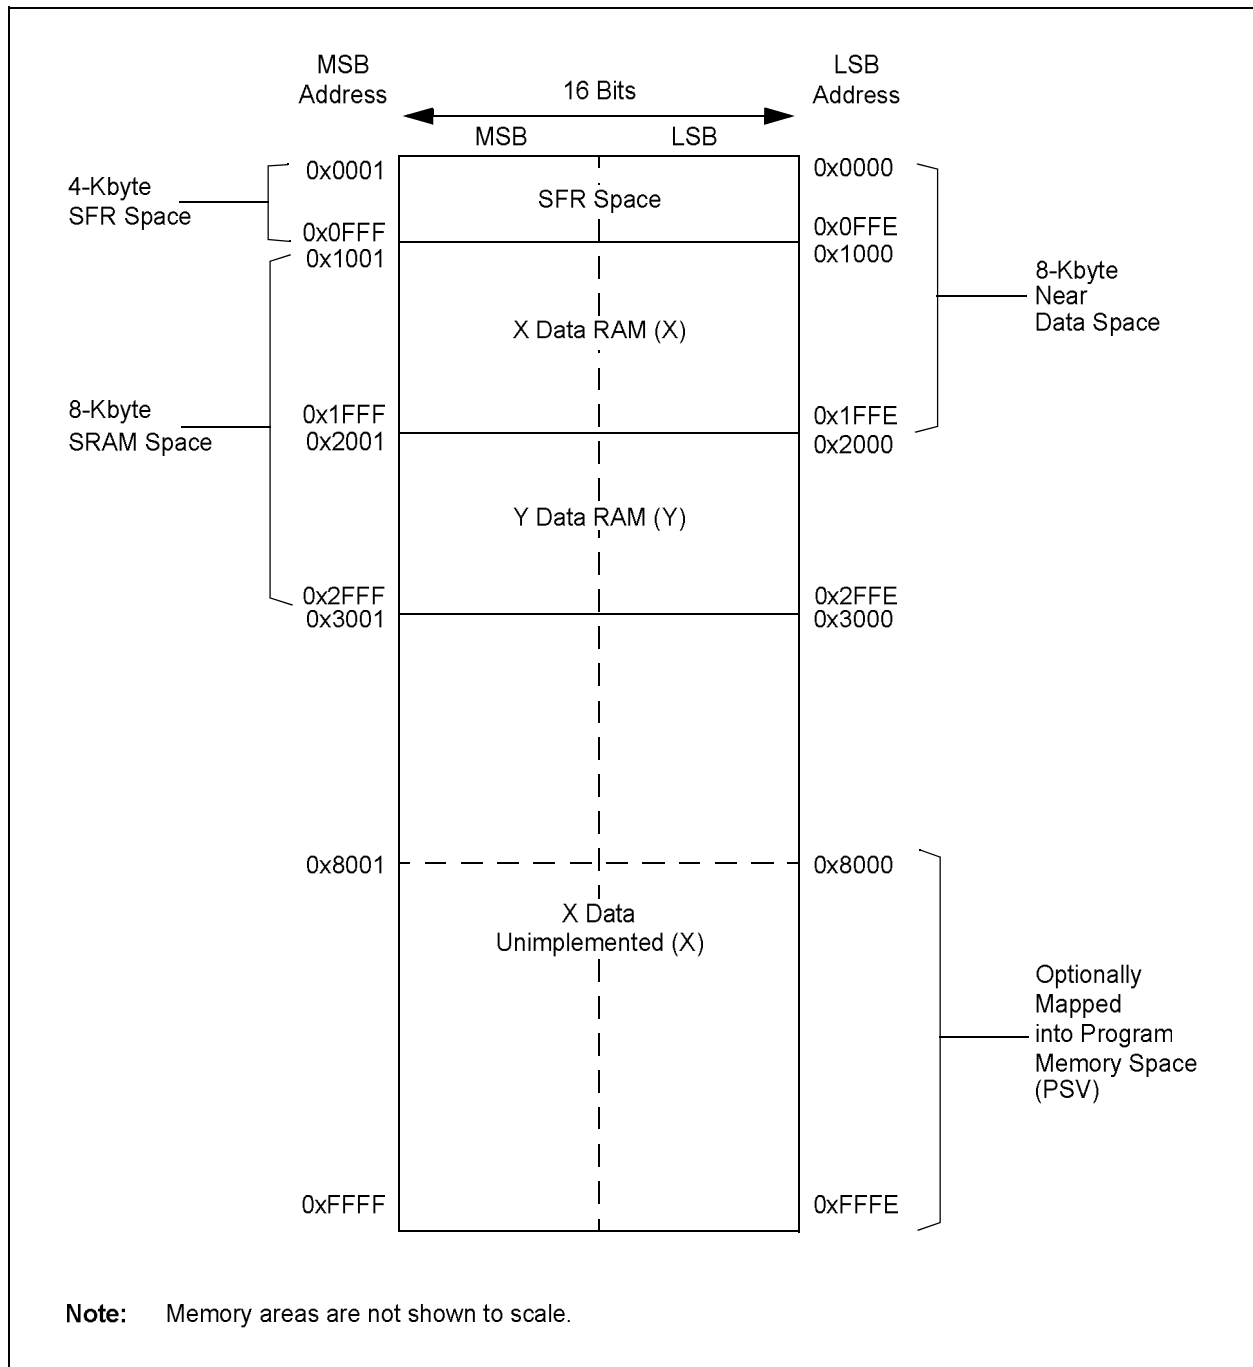 MSB
Address
LSB
Address
16 Bits
MSB
LSB
4-Kbyte
SFR Space
0x0001
0x0FFF
0x1001
SFR Space
0x0000
0x0FFE
0x1000
8-Kbyte
Near
Data Space
X Data RAM (X)
8-Kbyte
SRAM Space
0x1FFF
0x2001
0x1FFE
0x2000
Y Data RAM (Y)
0x2FFF
0x3001
0x2FFE
0x3000
0x8001
0x8000
X Data
Unimplemented (X)
Optionally
Mapped
into Program
Memory Space
(PSV)
0xFFFF
0xFFFE
Note: Memory areas are not shown to scale.